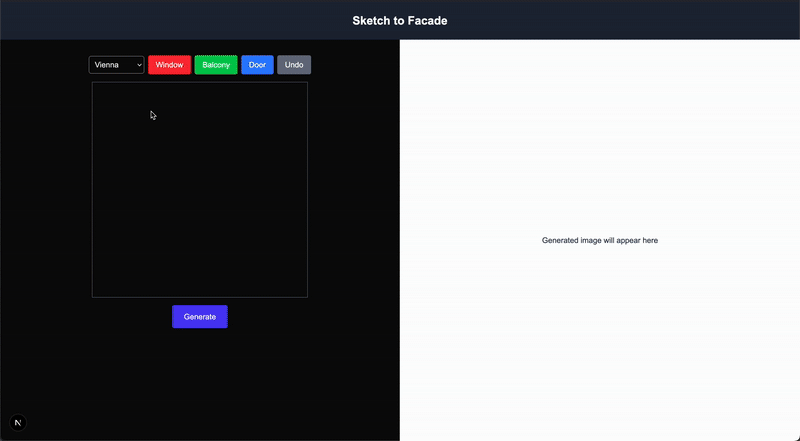 Sketch to Facade
Vienna Window Balcony Door Undo
Generated image will appear here
Generate
N